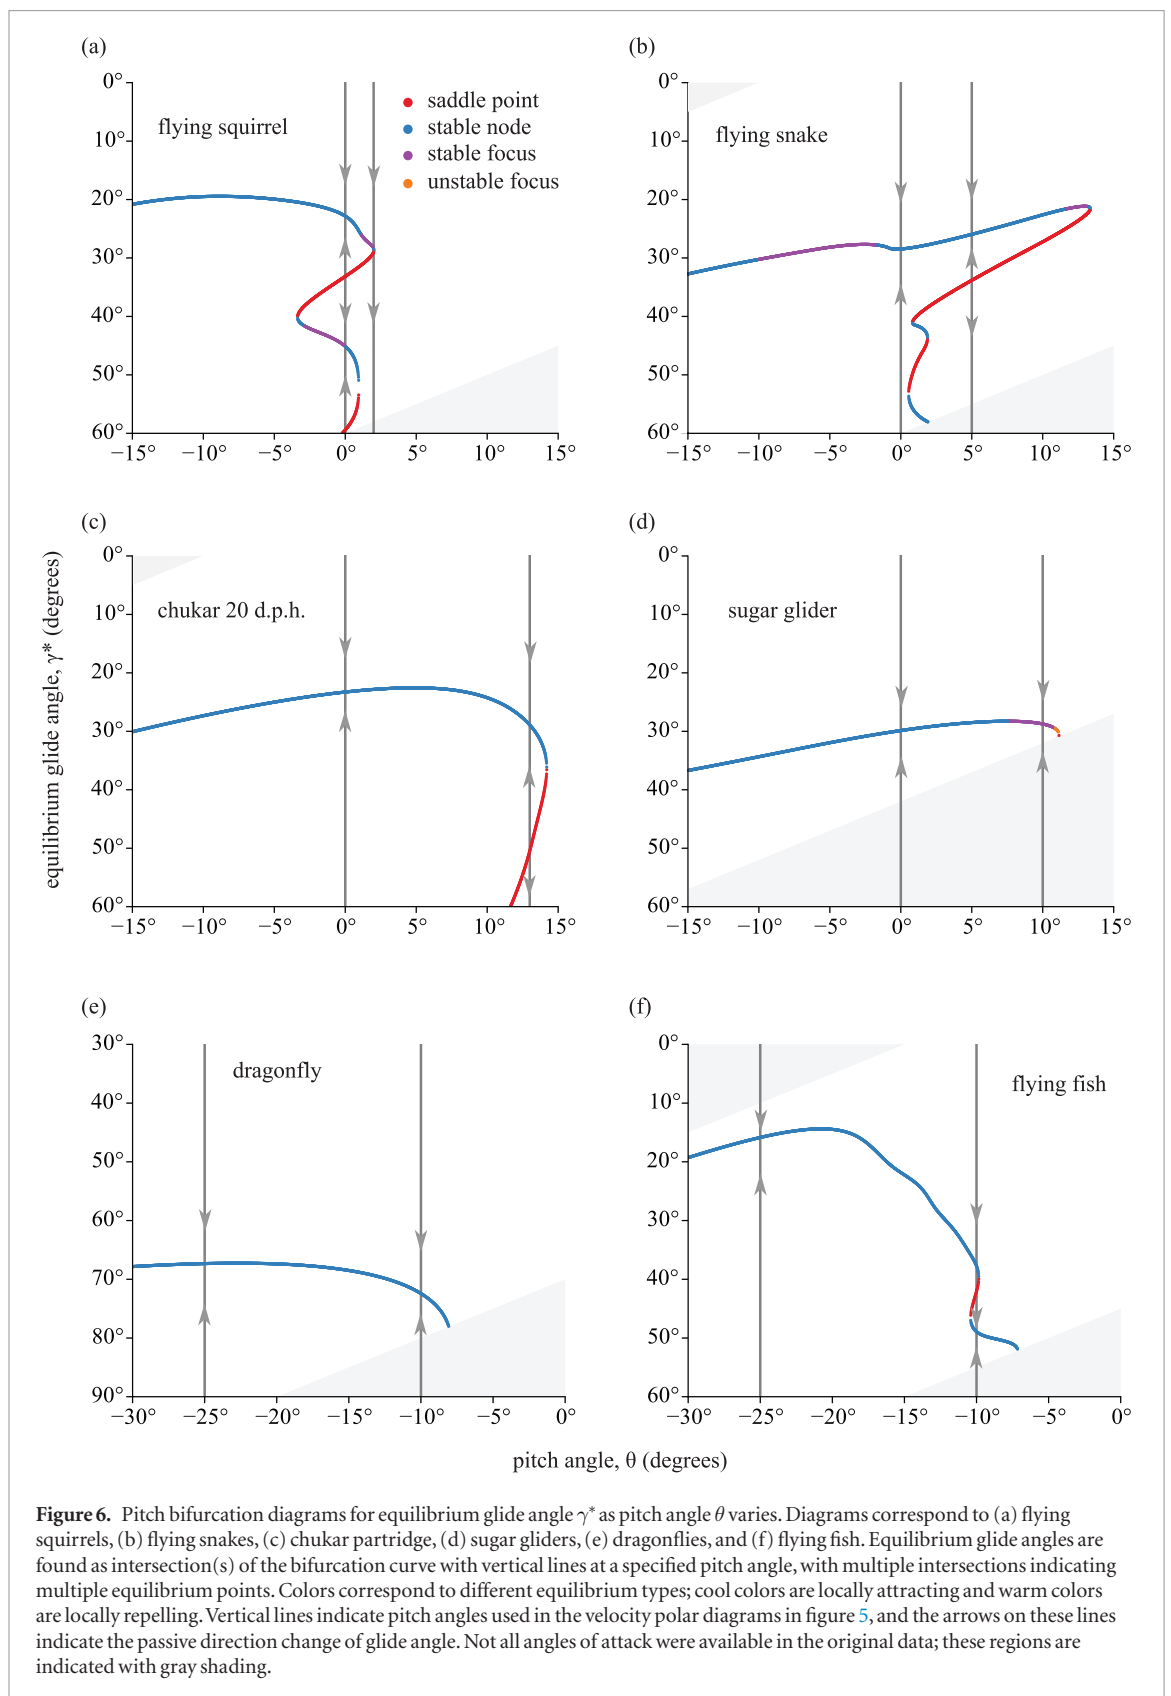 (a)
0°
10°
20°
30°
40°
50°
60°
flying squirrel
saddle point
stable node
stable focus
unstable focus
−15° −10° −5° 0° 5° 10° 15°
(b)
0°
10°
20°
30°
40°
50°
60°
flying snake
−15° −10° −5° 0° 5° 10° 15°
equilibrium glide angle, γ* (degrees)
(c)
0°
10°
20°
30°
40°
50°
60°
chukar 20 d.p.h.
−15° −10° −5° 0° 5° 10° 15°
(d)
0°
10°
20°
30°
40°
50°
60°
sugar glider
−15° −10° −5° 0° 5° 10° 15°
(e)
30°
40°
50°
60°
70°
80°
90°
dragonfly
−30° −25° −20° −15° −10° −5° 0°
(f)
0°
10°
20°
30°
40°
50°
60°
flying fish
−30° −25° −20° −15° −10° −5° 0°
pitch angle, θ (degrees)
Figure 6. Pitch bifurcation diagrams for equilibrium glide angle γ* as pitch angle θ varies. Diagrams correspond to (a) flying
squirrels, (b) flying snakes, (c) chukar partridge, (d) sugar gliders, (e) dragonflies, and (f) flying fish. Equilibrium glide angles are
found as intersection(s) of the bifurcation curve with vertical lines at a specified pitch angle, with multiple intersections indicating
multiple equilibrium points. Colors correspond to different equilibrium types; cool colors are locally attracting and warm colors
are locally repelling. Vertical lines indicate pitch angles used in the velocity polar diagrams in figure 5, and the arrows on these lines
indicate the passive direction change of glide angle. Not all angles of attack were available in the original data; these regions are
indicated with gray shading.